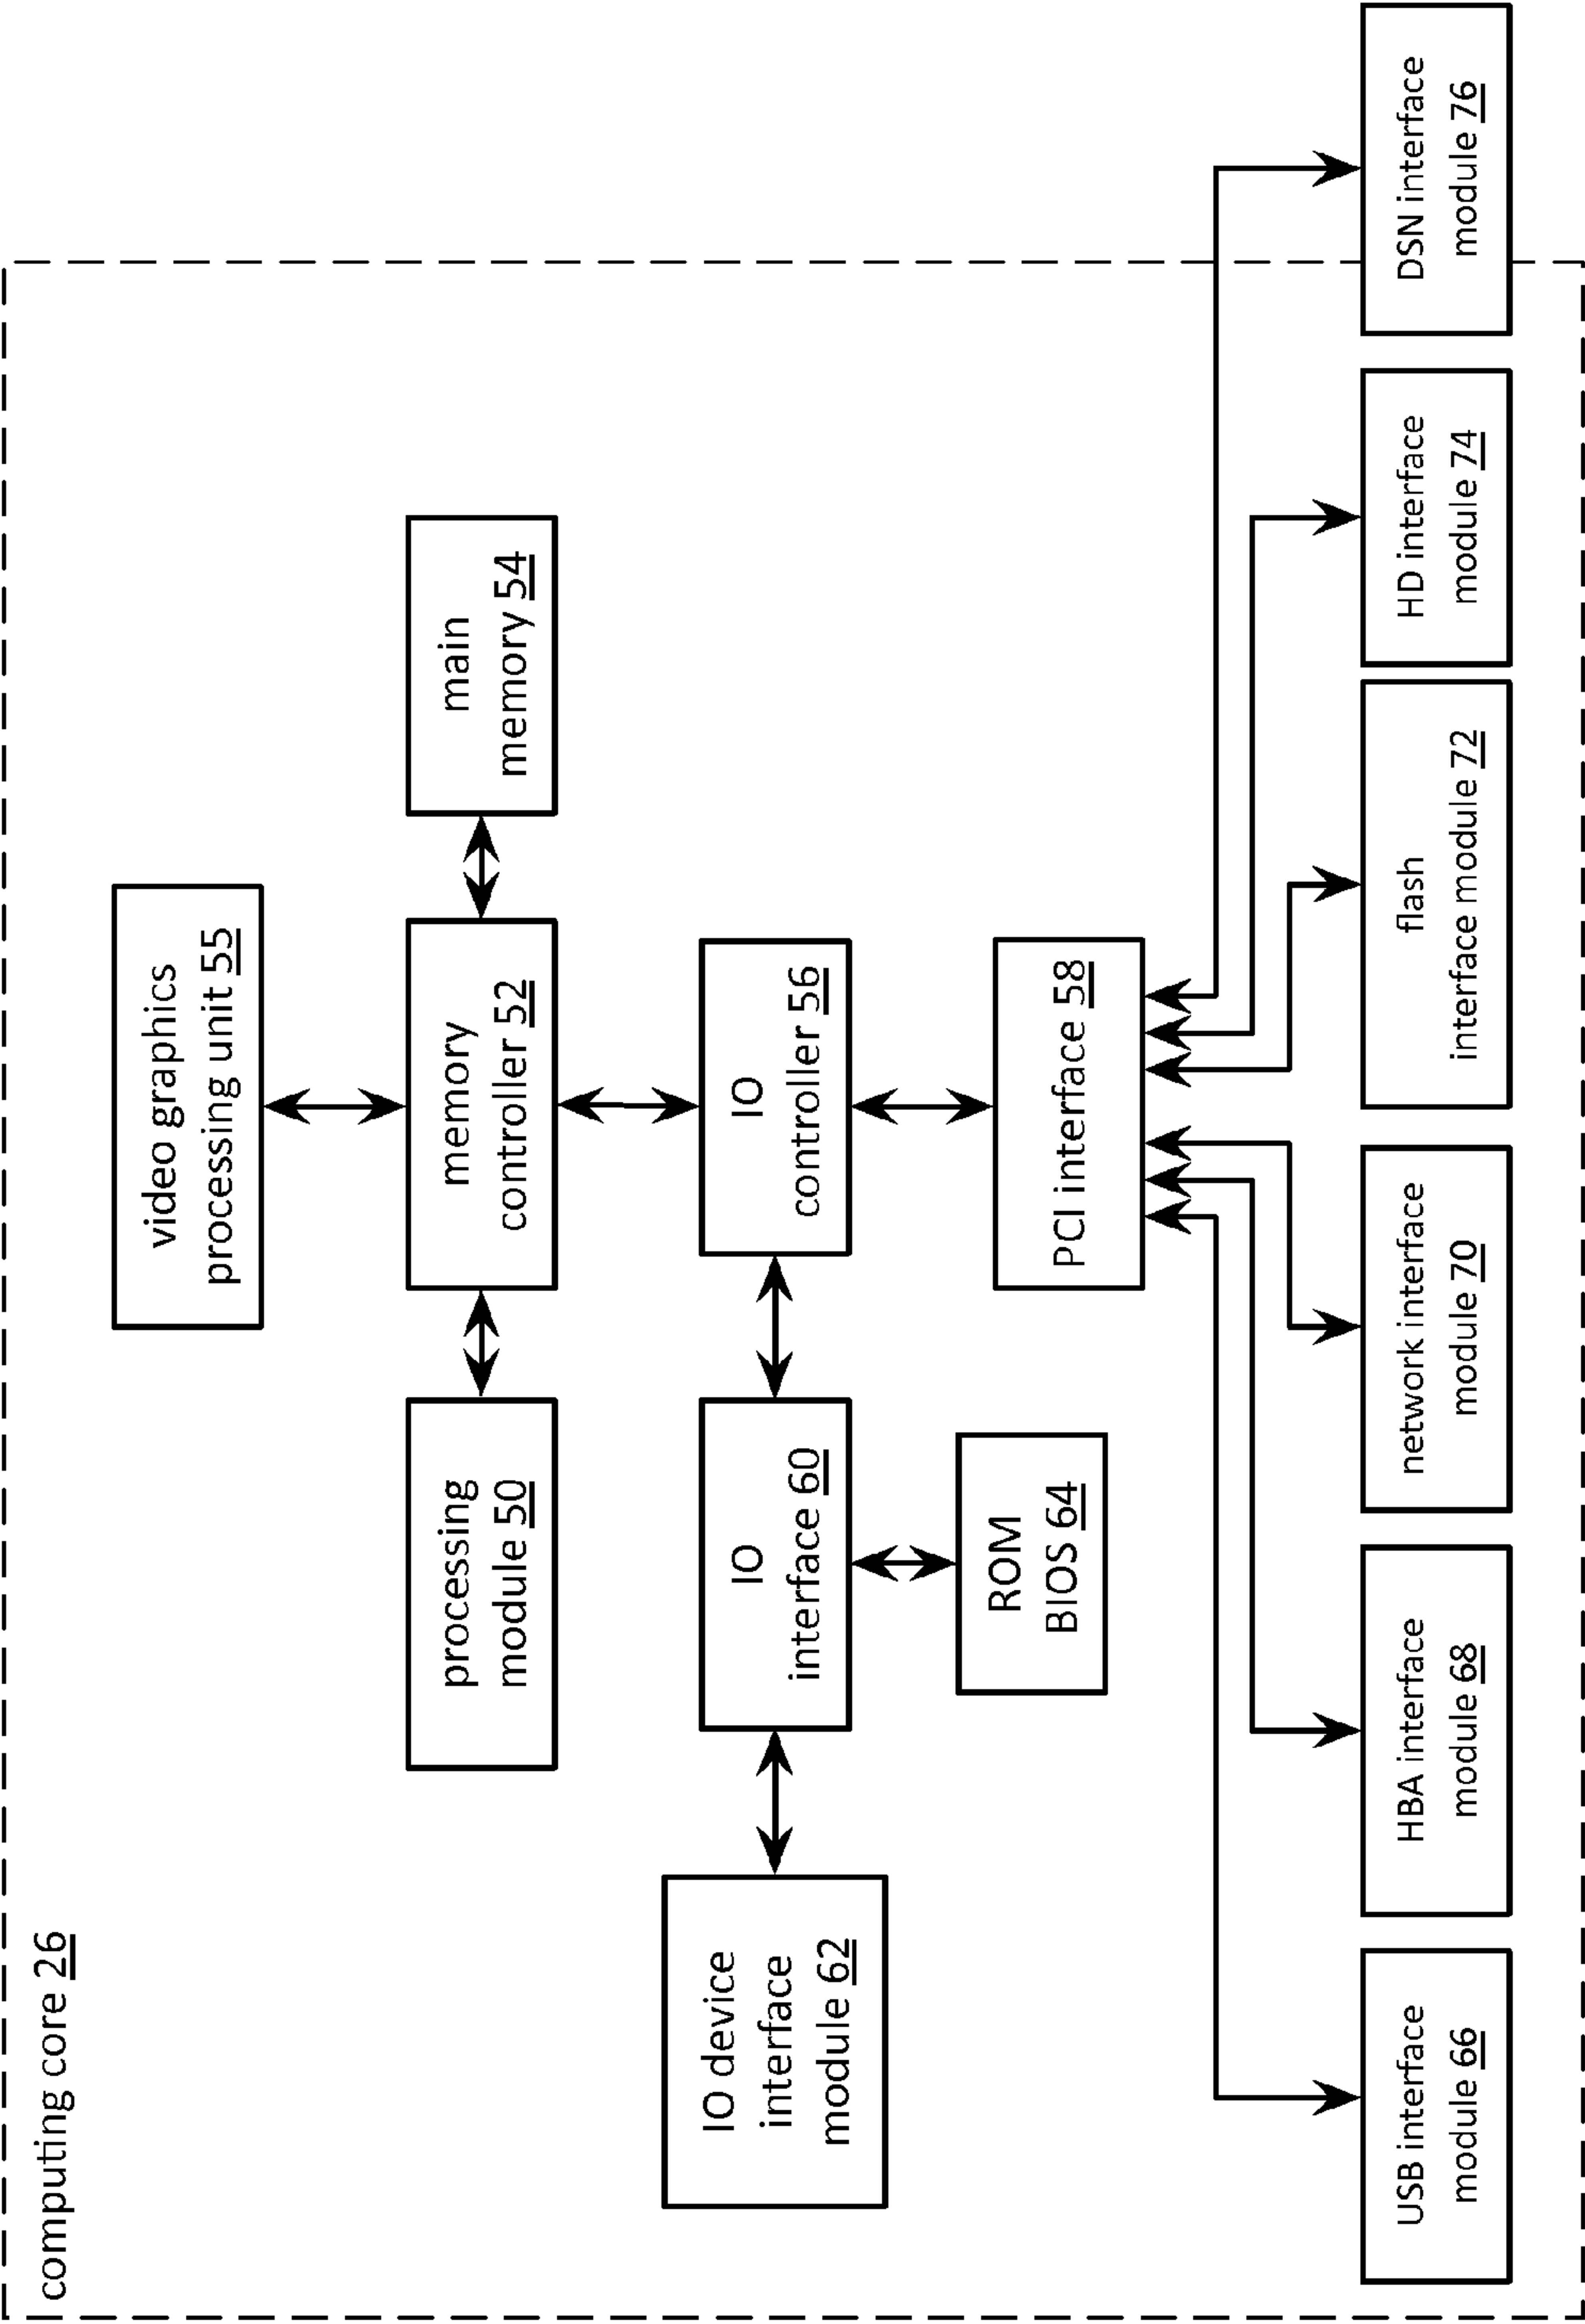 computing core 26
video graphics
processing unit 55
processing
module 50
memory
controller 52
main
memory 54
IO device
interface
module 62
IO
interface 60
IO
controller 56
ROM
BIOS 64
PCI interface 58
USB interface
module 66
HBA interface
module 68
network interface
module 70
flash
interface module 72
HD interface
module 74
DSN interface
module 76